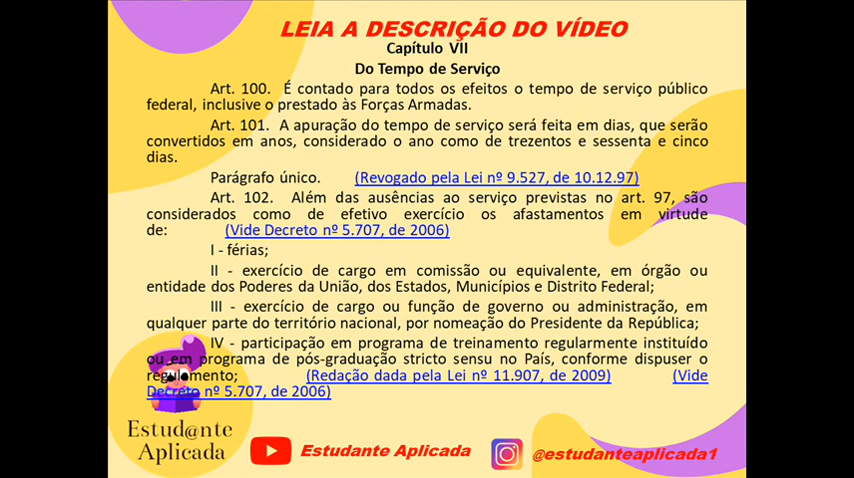 LEIA A DESCRIÇÃO DO VÍDEO
Capítulo VII
Do Tempo de Serviço
Art. 100. É contado para todos os efeitos o tempo de serviço público
federal, inclusive o prestado às Forças Armadas.
Art. 101. A apuração do tempo de serviço será feita em dias, que serão
convertidos em anos, considerado o ano como de trezentos e sessenta e cinco
dias.
Parágrafo único. (Revogado pela Lei nº 9.527, de 10.12.97)
Art. 102. Além das ausências ao serviço previstas no art. 97, são
considerados como de efetivo exercício os afastamentos em virtude
de: (Vide Decreto nº 5.707, de 2006)
I - férias;
II - exercício de cargo em comissão ou equivalente, em órgão ou
entidade dos Poderes da União, dos Estados, Municípios e Distrito Federal;
III - exercício de cargo ou função de governo ou administração, em
qualquer parte do território nacional, por nomeação do Presidente da República;
IV - participação em programa de treinamento regularmente instituído
ou em programa de pós-graduação stricto sensu no País, conforme dispuser o
regulamento; (Redação dada pela Lei nº 11.907, de 2009) (Vide
Decreto nº 5.707, de 2006)
Estud@nte
Aplicada
Estudante Aplicada
@estudanteaplicada1